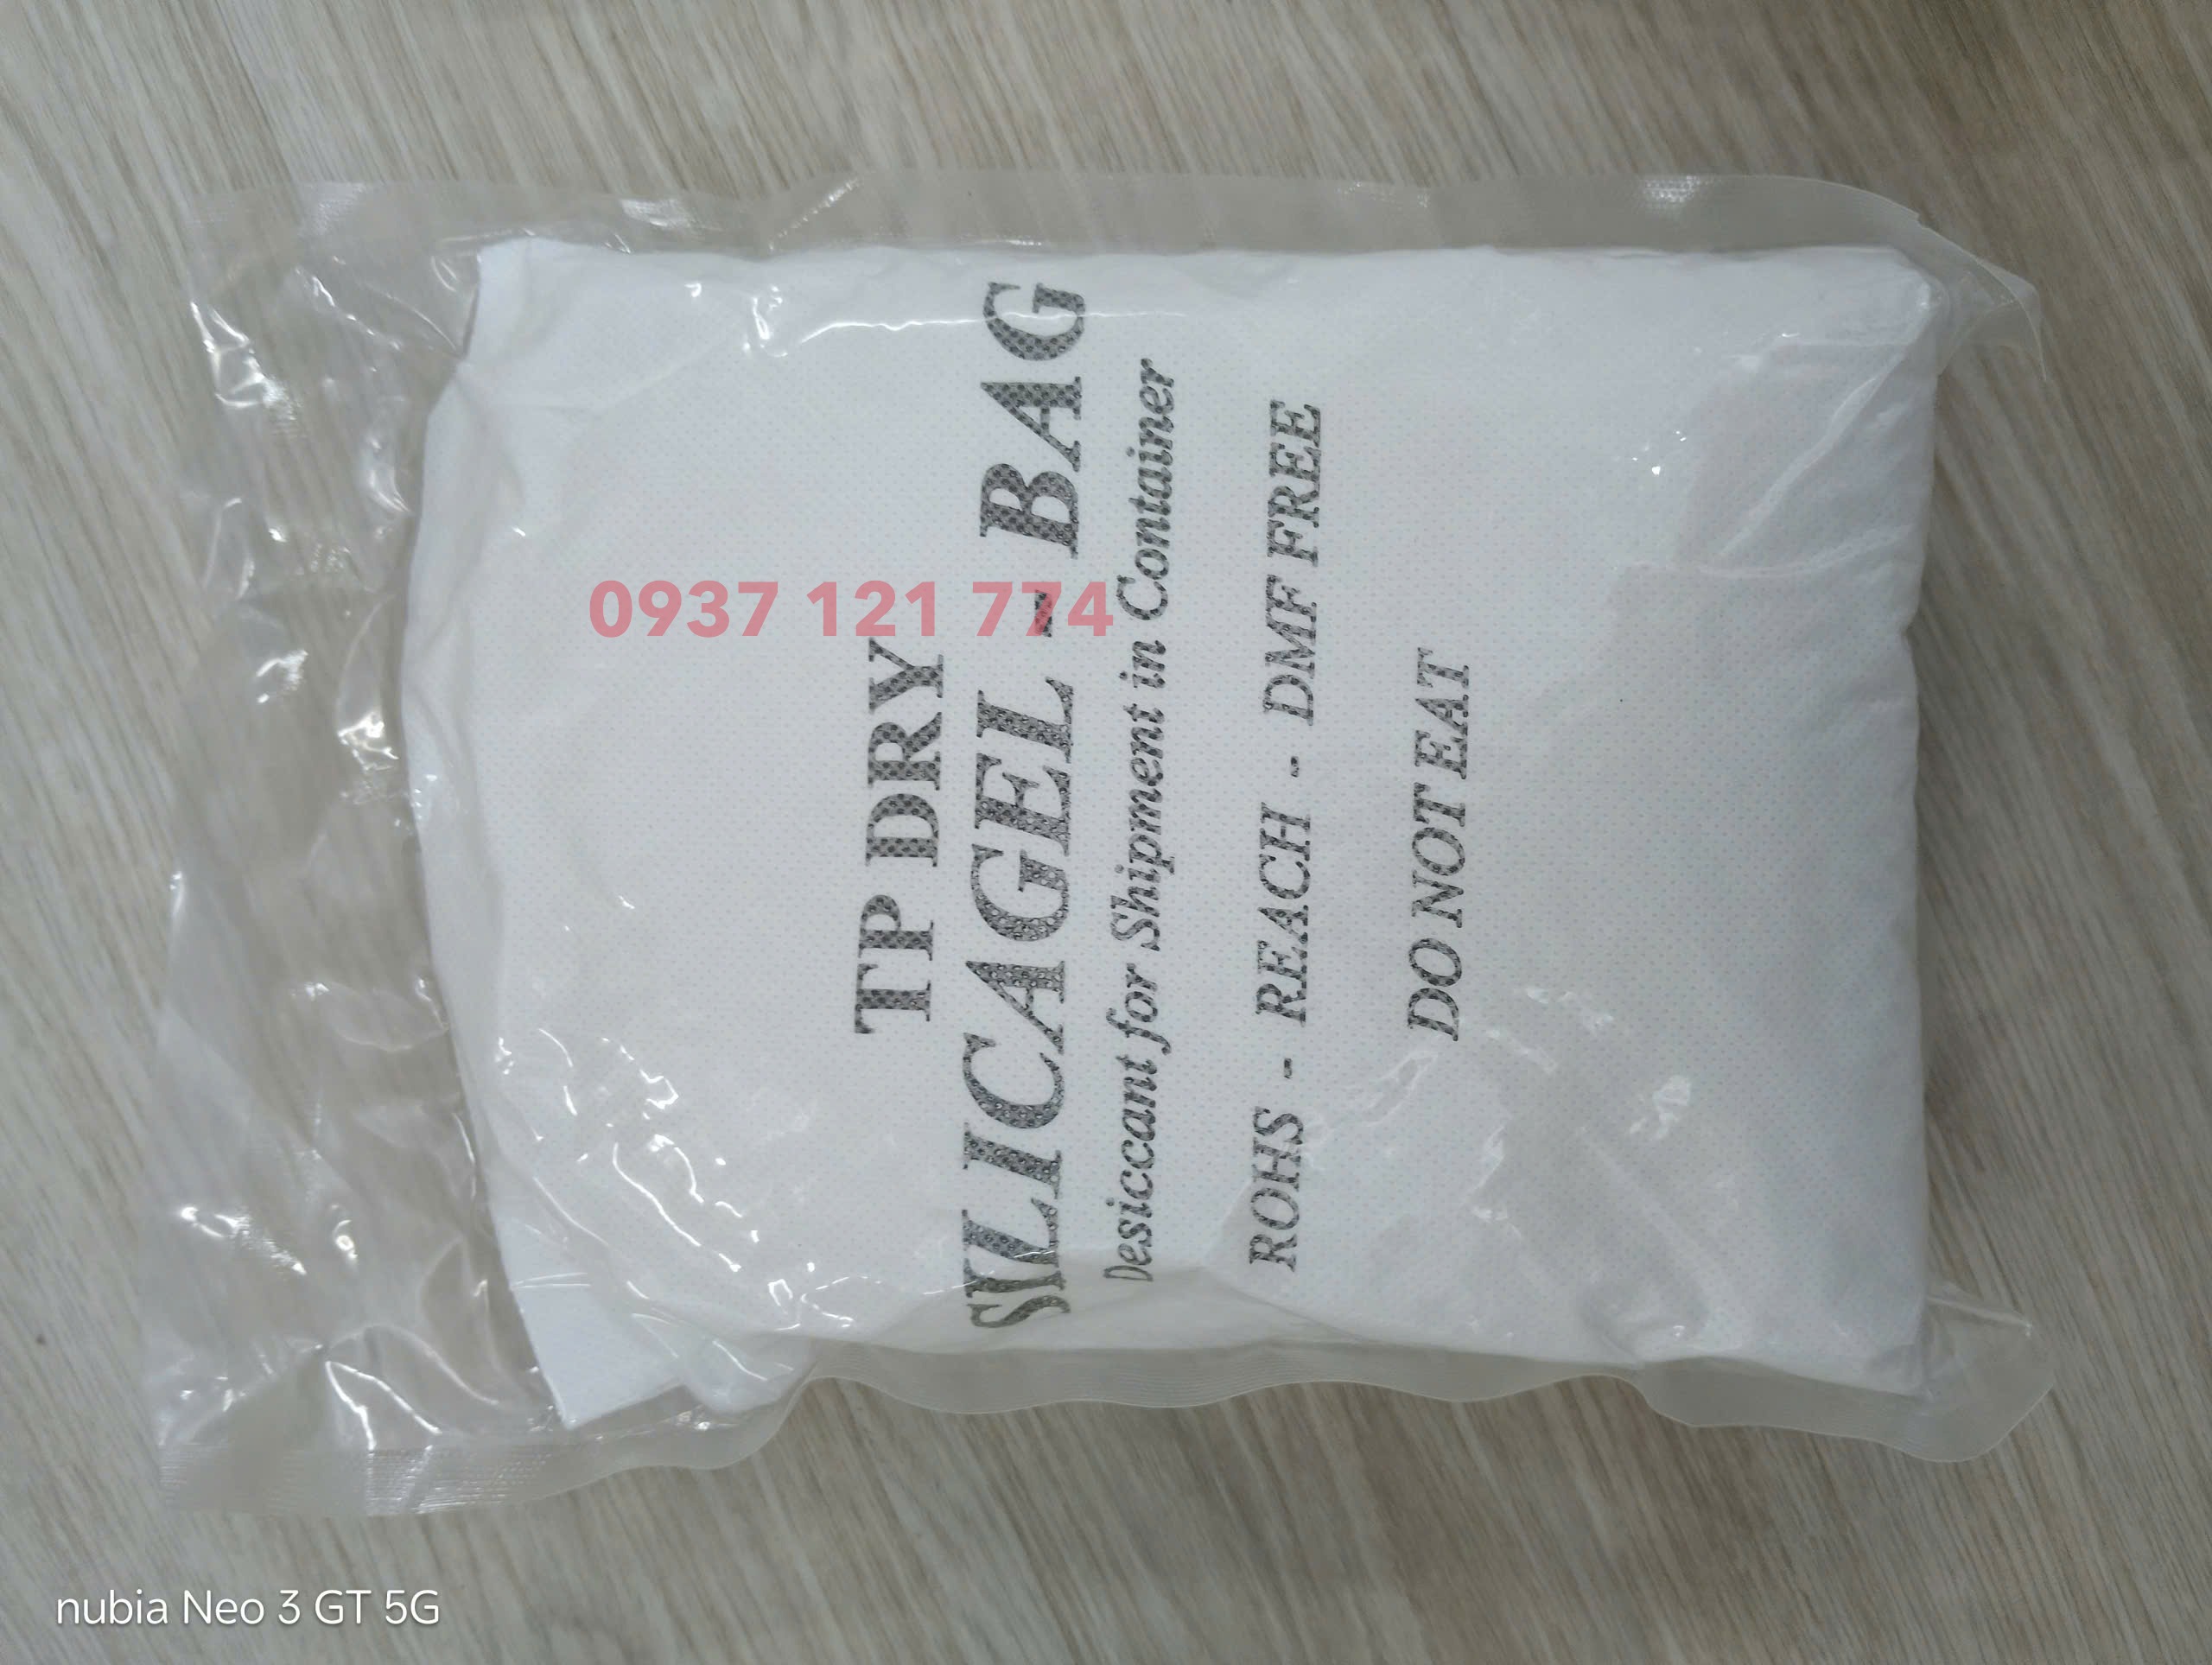 TP DRY
SILICAGEL - BAG
Desiccant for Shipment in Container
ROHS - REACH - DMF FREE
DO NOT EAT
0937 121 774
nubia Neo 3 GT 5G